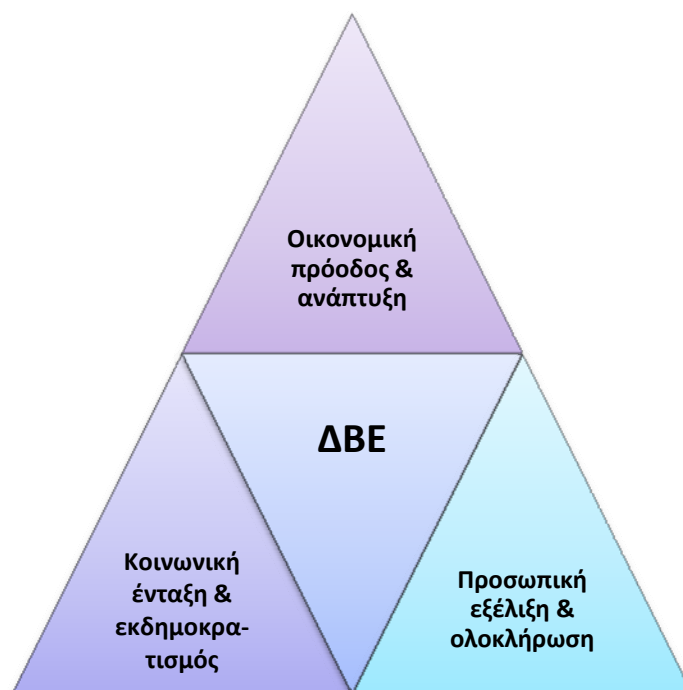 Οικονομική
πρόοδος &
ανάπτυξη
ΔΒΕ
Κοινωνική
ένταξη &
εκδημοκρα-
τισμός
Προσωπική
εξέλιξη &
ολοκλήρωση